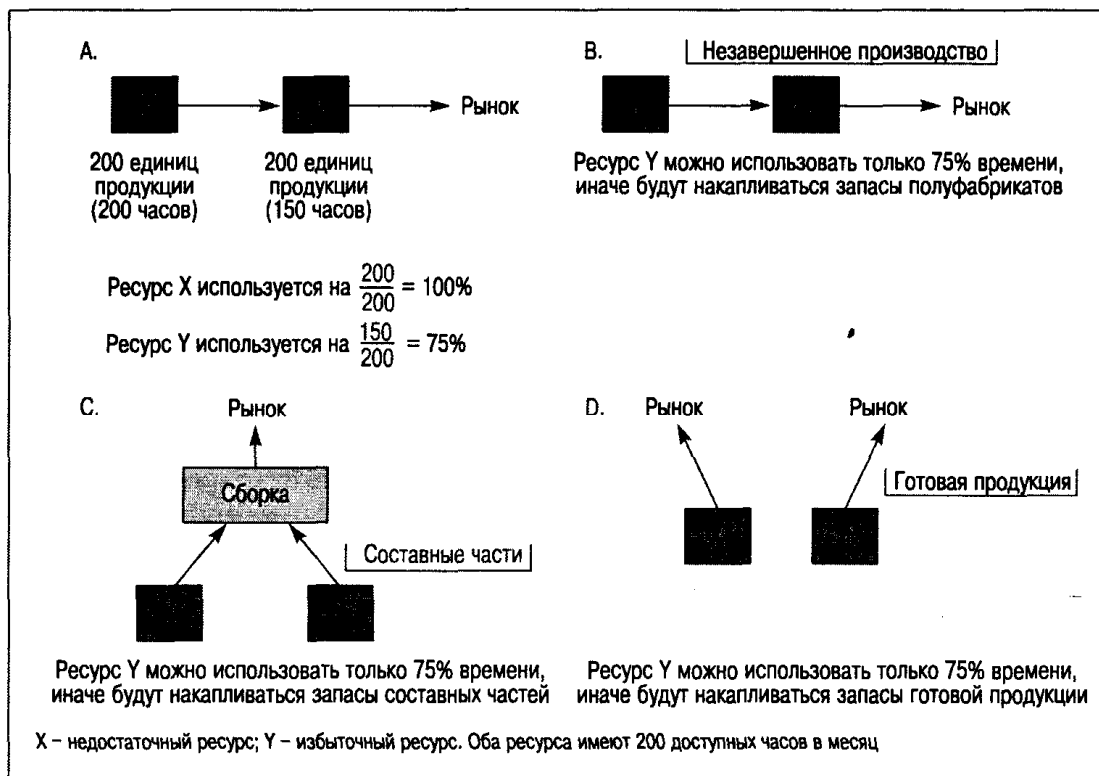 A.
Рынок
200 единиц
продукции
(200 часов)
200 единиц
продукции
(150 часов)
Ресурс X используется на 200/200 = 100%
Ресурс Y используется на 150/200 = 75%
B.
Незавершенное производство
Рынок
Ресурс Y можно использовать только 75% времени,
иначе будут накапливаться запасы полуфабрикатов
C.
Рынок
Сборка
Составные части
Ресурс Y можно использовать только 75% времени,
иначе будут накапливаться запасы составных частей
D.
Рынок
Рынок
Готовая продукция
Ресурс Y можно использовать только 75% времени,
иначе будут накапливаться запасы готовой продукции
X – недостаточный ресурс; Y – избыточный ресурс. Оба ресурса имеют 200 доступных часов в месяц